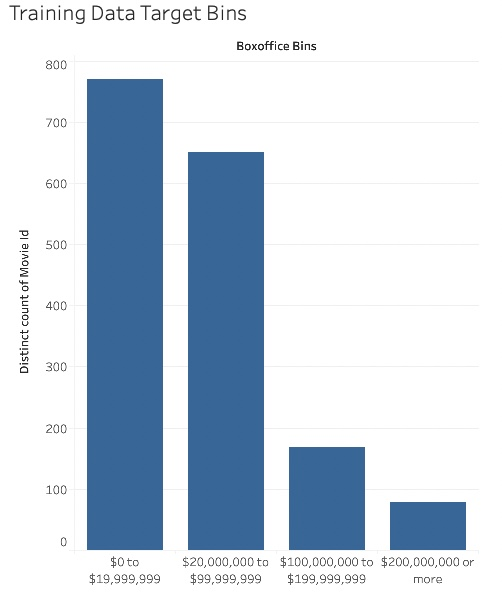 Training Data Target Bins
Boxoffice Bins
Distinct count of Movie Id
800
700
600
500
400
300
200
100
0
$0 to
$19,999,999
$20,000,000 to
$99,999,999
$100,000,000 to
$199,999,999
$200,000,000 or
more